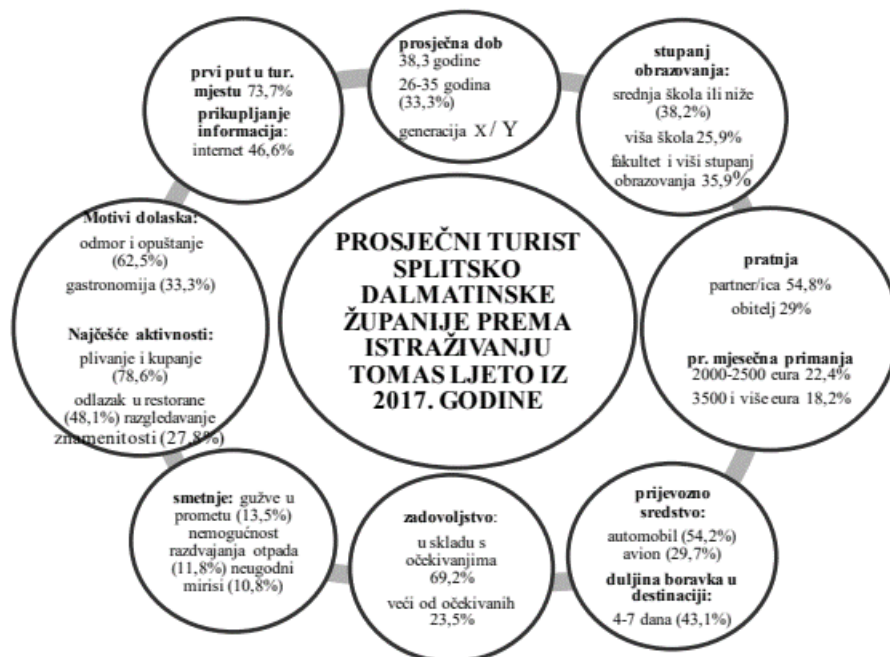 prosječna dob
38,3 godine
26-35 godina
(33,3%)
generacija x / Y
stupanj
obrazovanja:
srednja škola ili niže
(38,2%)
viša škola 25,9%
fakultet i viši stupanj
obrazovanja 35,9%
pratnja
partner/ica 54,8%
obitelj 29%
pr. mjesečna primanja
2000-2500 eura 22,4%
3500 i više eura 18,2%
prijevozno
sredstvo:
automobil (54,2%)
avion (29,7%)
duljina boravka u
destinaciji:
4-7 dana (43,1%)
zadovoljstvo:
u skladu s
očekivanjima
69,2%
veći od očekivanih
23,5%
smetnje: gužve u
prometu (13,5%)
nemogućnost
razdvajanja otpada
(11,8%) neugodni
mirisi (10,8%)
Motivi dolaska:
odmor i opuštanje
(62,5%)
gastronomija (33,3%)
Najčešće aktivnosti:
plivanje i kupanje
(78,6%)
odlazak u restorane
(48,1%) razgledavanje
znamenitosti (27,8%)
prvi put u tur.
mjestu 73,7%
prikupljanje
informacija:
internet 46,6%
PROSJEČNI TURIST
SPLITSKO
DALMATINSKE
ŽUPANIJE PREMA
ISTRAŽIVANJU
TOMAS LJETO IZ
2017. GODINE